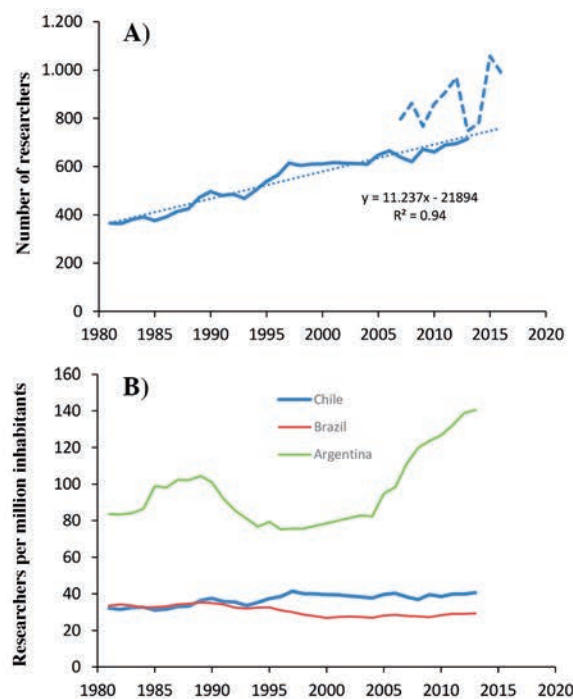 A)
Number of researchers
1.200
1.000
800
600
400
200
0
y = 11.237x - 21894
R² = 0.94
1980 1985 1990 1995 2000 2005 2010 2015 2020
B)
Researchers per million inhabitants
160
140
120
100
80
60
40
20
0
Chile
Brazil
Argentina
1980 1985 1990 1995 2000 2005 2010 2015 2020